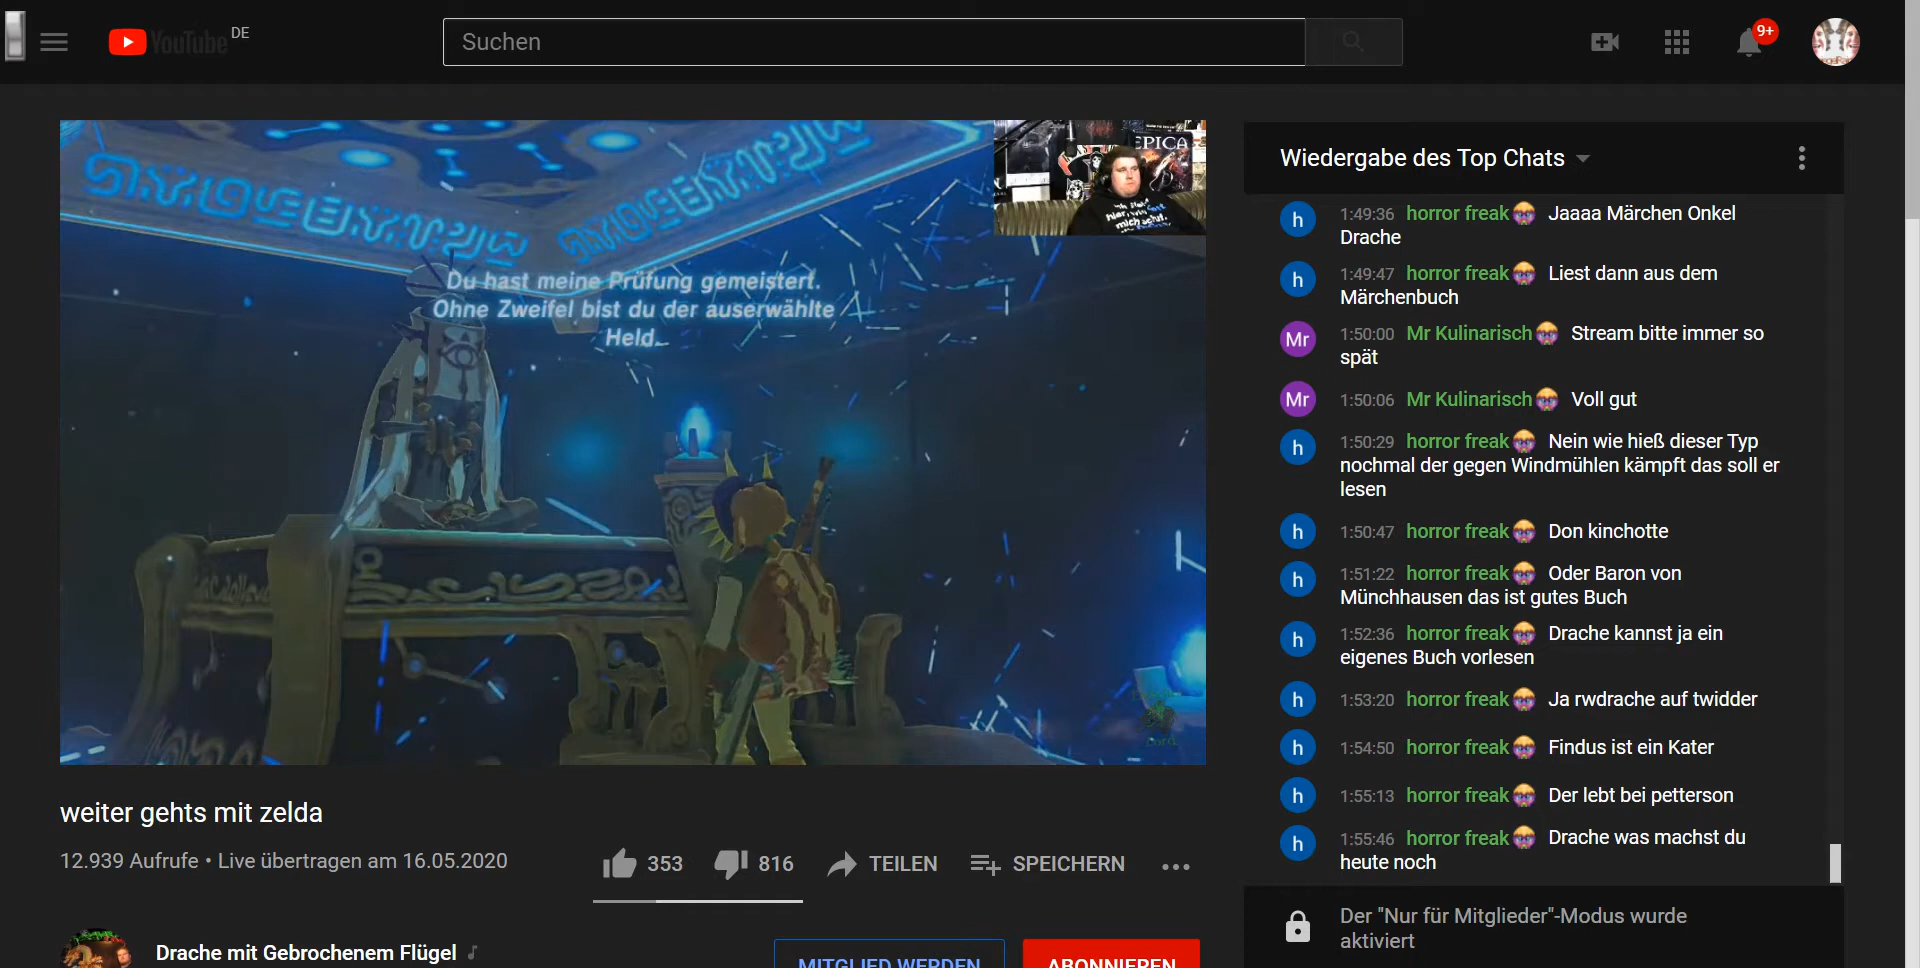 YouTube DE
Suchen
9+
EPICA
Du hast meine Prüfung gemeistert.
Ohne Zweifel bist du der auserwählte
Held.
weiter gehts mit zelda
12.939 Aufrufe • Live übertragen am 16.05.2020
353
816
TEILEN
SPEICHERN
Drache mit Gebrochenem Flügel
MITGLIED WERDEN
ABONNIEREN
Wiedergabe des Top Chats
h 1:49:36 horror freak Jaaaa Märchen Onkel
Drache
h 1:49:47 horror freak Liest dann aus dem
Märchenbuch
Mr 1:50:00 Mr Kulinarisch Stream bitte immer so
spät
Mr 1:50:06 Mr Kulinarisch Voll gut
h 1:50:29 horror freak Nein wie hieß dieser Typ
nochmal der gegen Windmühlen kämpft das soll er
lesen
h 1:50:47 horror freak Don kinchotte
h 1:51:22 horror freak Oder Baron von
Münchhausen das ist gutes Buch
h 1:52:36 horror freak Drache kannst ja ein
eigenes Buch vorlesen
h 1:53:20 horror freak Ja rwdrache auf twidder
h 1:54:50 horror freak Findus ist ein Kater
h 1:55:13 horror freak Der lebt bei petterson
h 1:55:46 horror freak Drache was machst du
heute noch
Der "Nur für Mitglieder"-Modus wurde
aktiviert